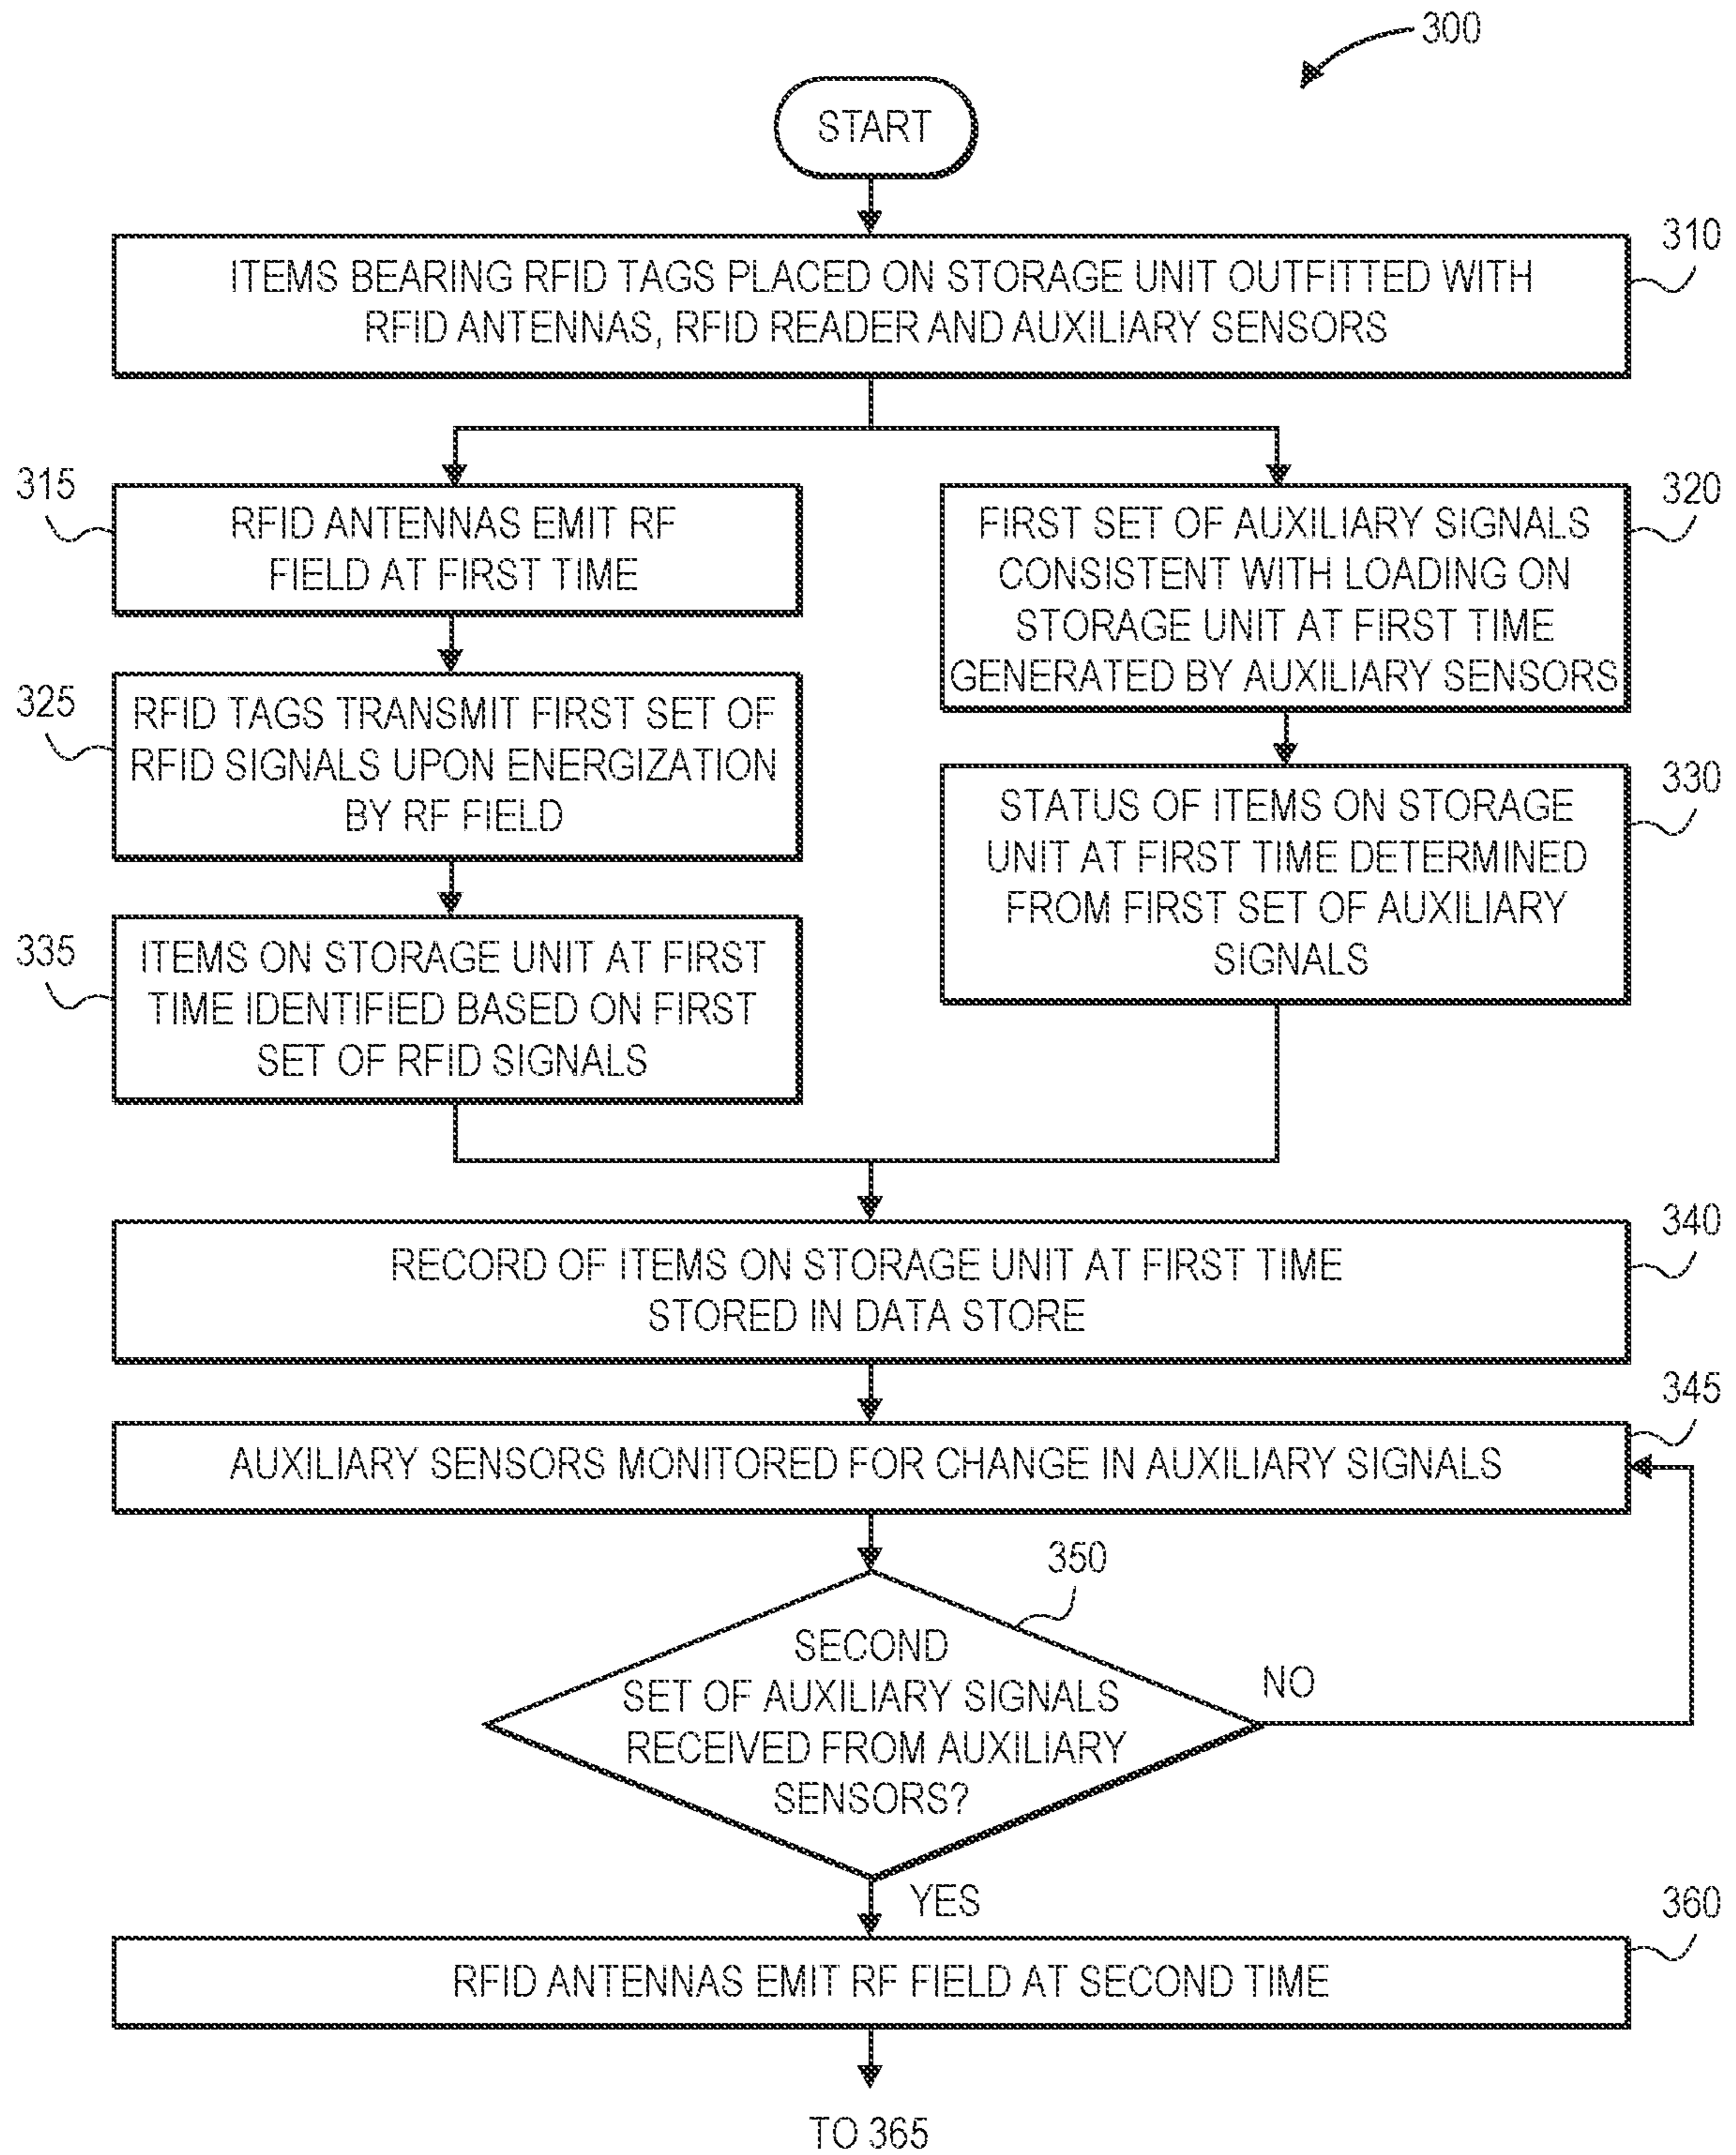 300
START
310
ITEMS BEARING RFID TAGS PLACED ON STORAGE UNIT OUTFITTED WITH
RFID ANTENNAS, RFID READER AND AUXILIARY SENSORS
315
RFID ANTENNAS EMIT RF
FIELD AT FIRST TIME
320
FIRST SET OF AUXILIARY SIGNALS
CONSISTENT WITH LOADING ON
STORAGE UNIT AT FIRST TIME
GENERATED BY AUXILIARY SENSORS
325
RFID TAGS TRANSMIT FIRST SET OF
RFID SIGNALS UPON ENERGIZATION
BY RF FIELD
330
STATUS OF ITEMS ON STORAGE
UNIT AT FIRST TIME DETERMINED
FROM FIRST SET OF AUXILIARY
SIGNALS
335
ITEMS ON STORAGE UNIT AT FIRST
TIME IDENTIFIED BASED ON FIRST
SET OF RFID SIGNALS
340
RECORD OF ITEMS ON STORAGE UNIT AT FIRST TIME
STORED IN DATA STORE
345
AUXILIARY SENSORS MONITORED FOR CHANGE IN AUXILIARY SIGNALS
350
SECOND
SET OF AUXILIARY SIGNALS
RECEIVED FROM AUXILIARY
SENSORS?
NO
YES
360
RFID ANTENNAS EMIT RF FIELD AT SECOND TIME
TO 365